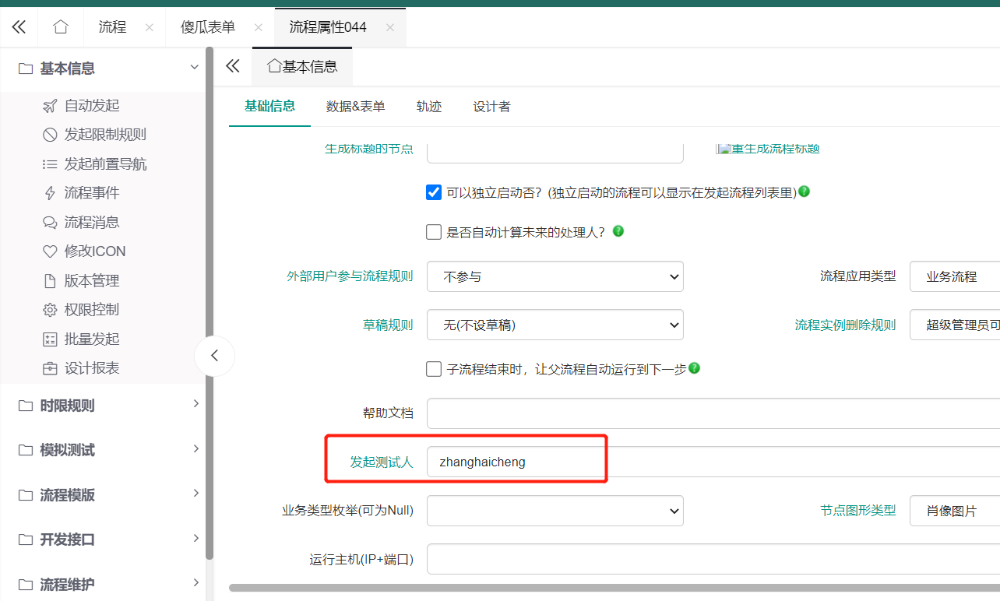 流程
傻瓜表单
流程属性044
基本信息
自动发起
发起限制规则
发起前置导航
流程事件
流程消息
修改ICON
版本管理
权限控制
批量发起
设计报表
时限规则
模拟测试
流程模版
开发接口
流程维护
基本信息
基础信息 数据&表单 轨迹 设计者
生成标题的节点 重生成流程标题
可以独立启动否？(独立启动的流程可以显示在发起流程列表里)
是否自动计算未来的处理人？
外部用户参与流程规则 不参与 流程应用类型 业务流程
草稿规则 无(不设草稿) 流程实例删除规则 超级管理员可
子流程结束时，让父流程自动运行到下一步
帮助文档
发起测试人 zhanghaicheng
业务类型枚举(可为Null) 节点图形类型 肖像图片
运行主机(IP+端口)